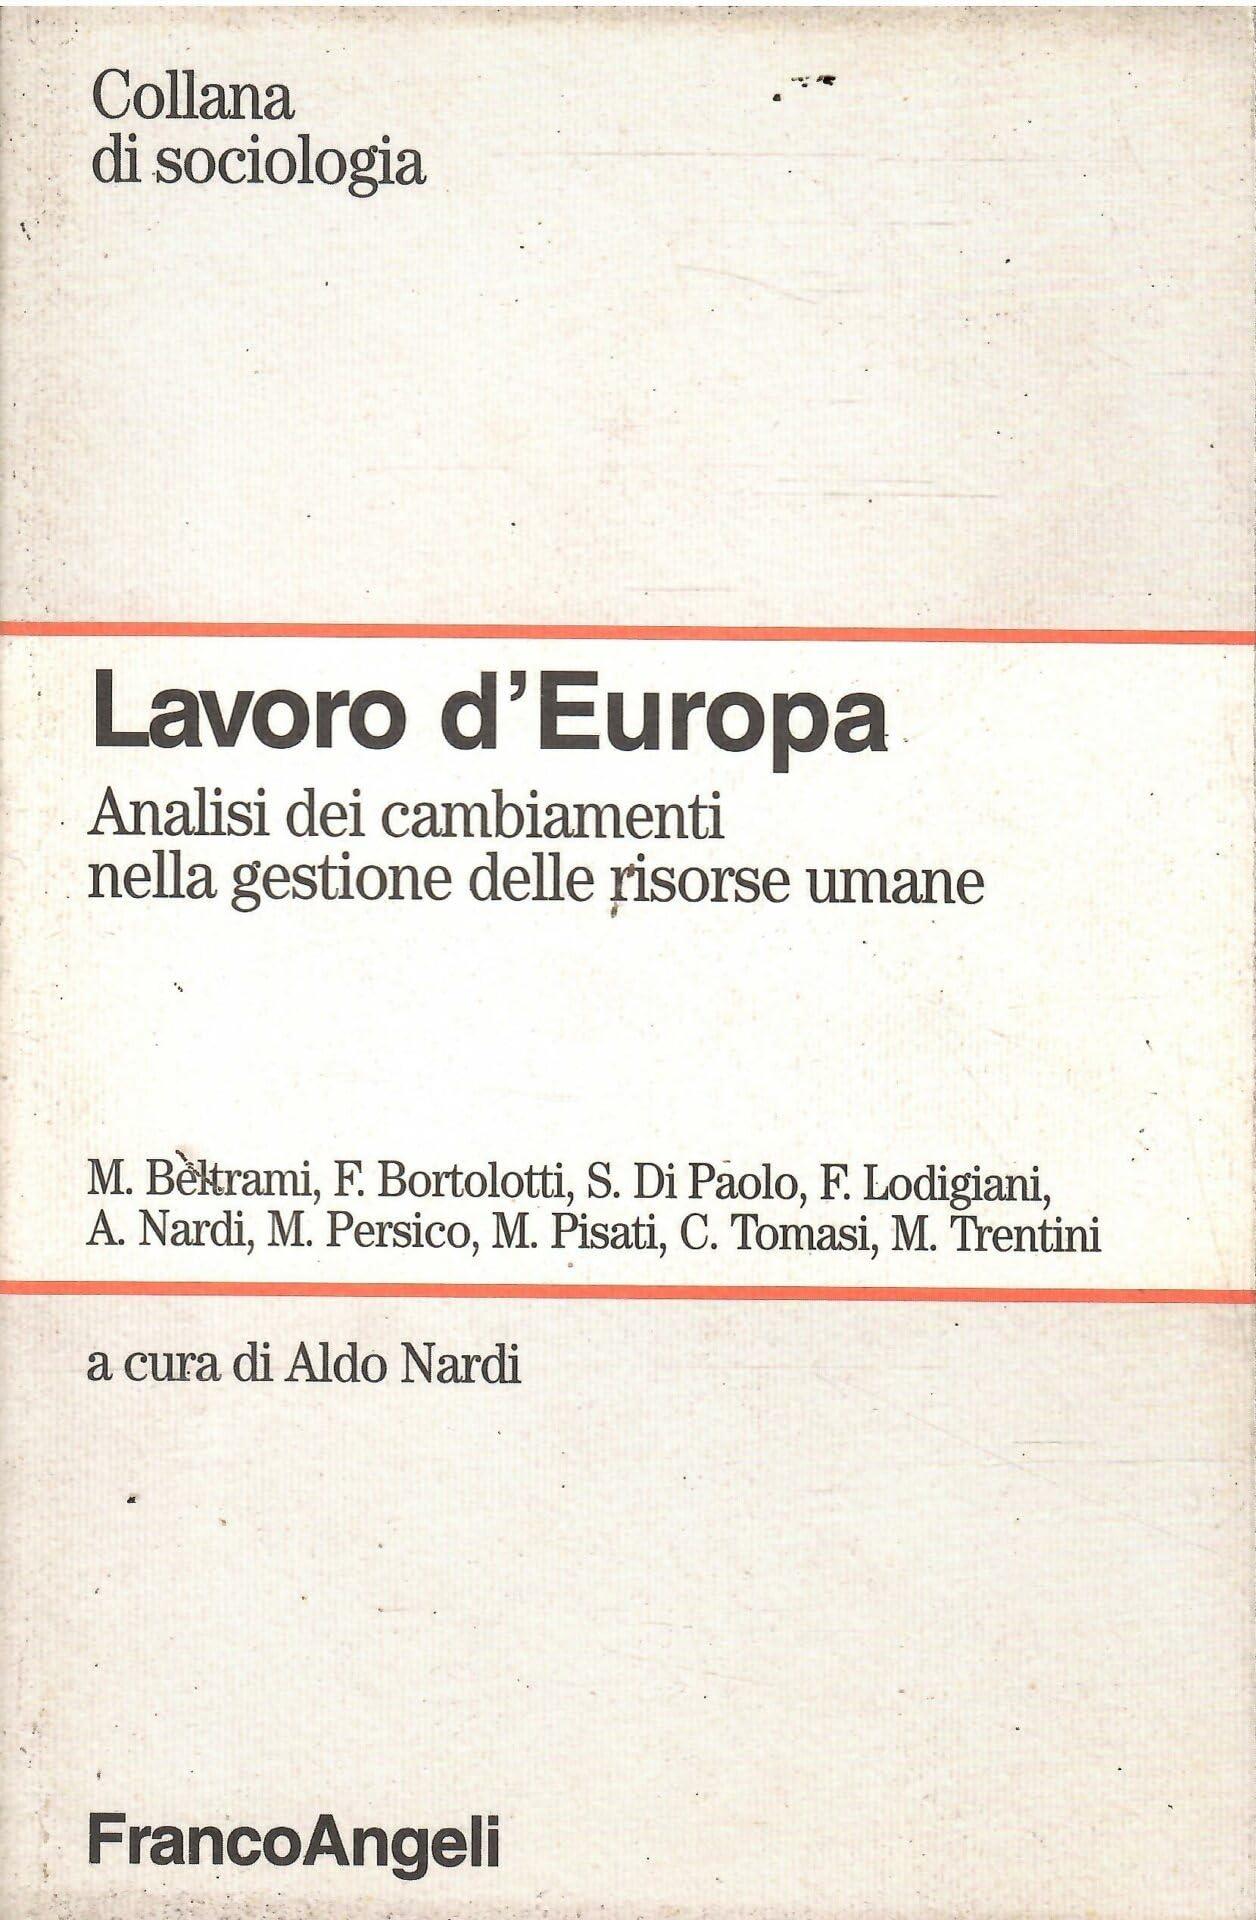 Collana
di sociologia
Lavoro d'Europa
Analisi dei cambiamenti
nella gestione delle risorse umane
M. Beltrami, F. Bortolotti, S. Di Paolo, F. Lodigiani,
A. Nardi, M. Persico, M. Pisati, C. Tomasi, M. Trentini
a cura di Aldo Nardi
FrancoAngeli